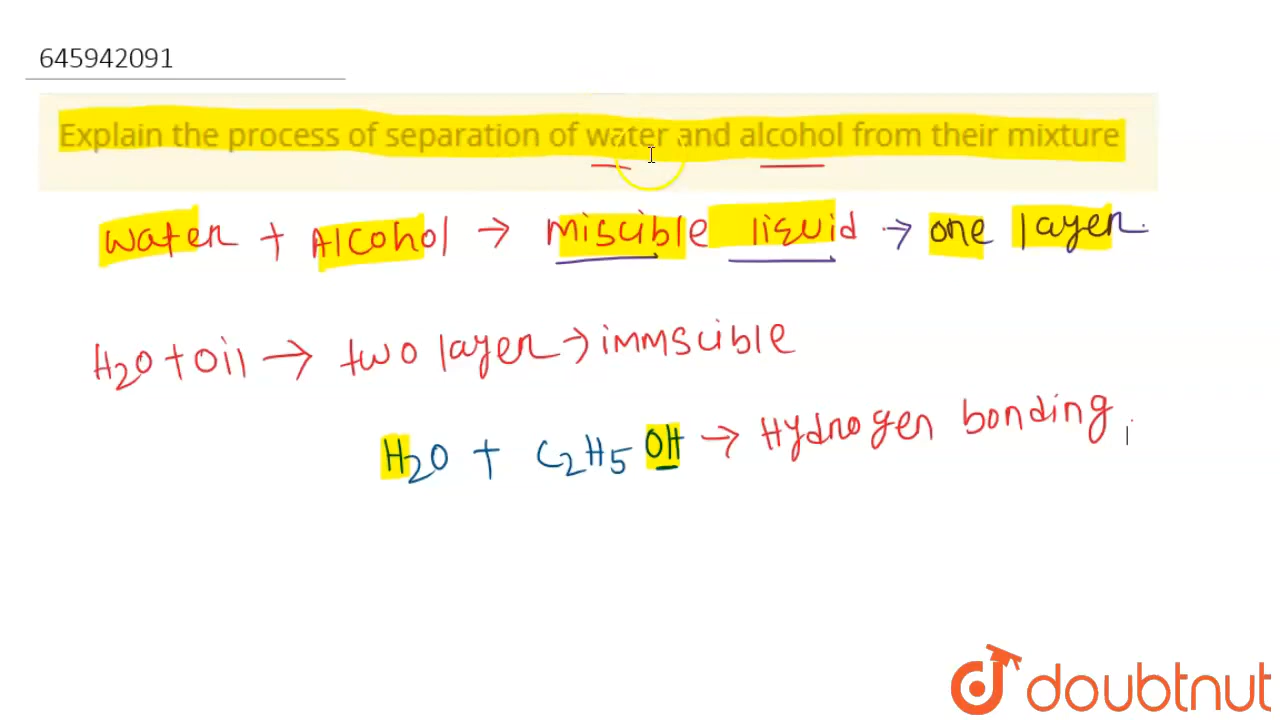 645942091
Explain the process of separation of water and alcohol from their mixture
water + Alcohol → miscible liquid → one layer.
H2O + Oil → two layer → immscible
H2O + C2H5 OH → Hydrogen bonding
doubtnut